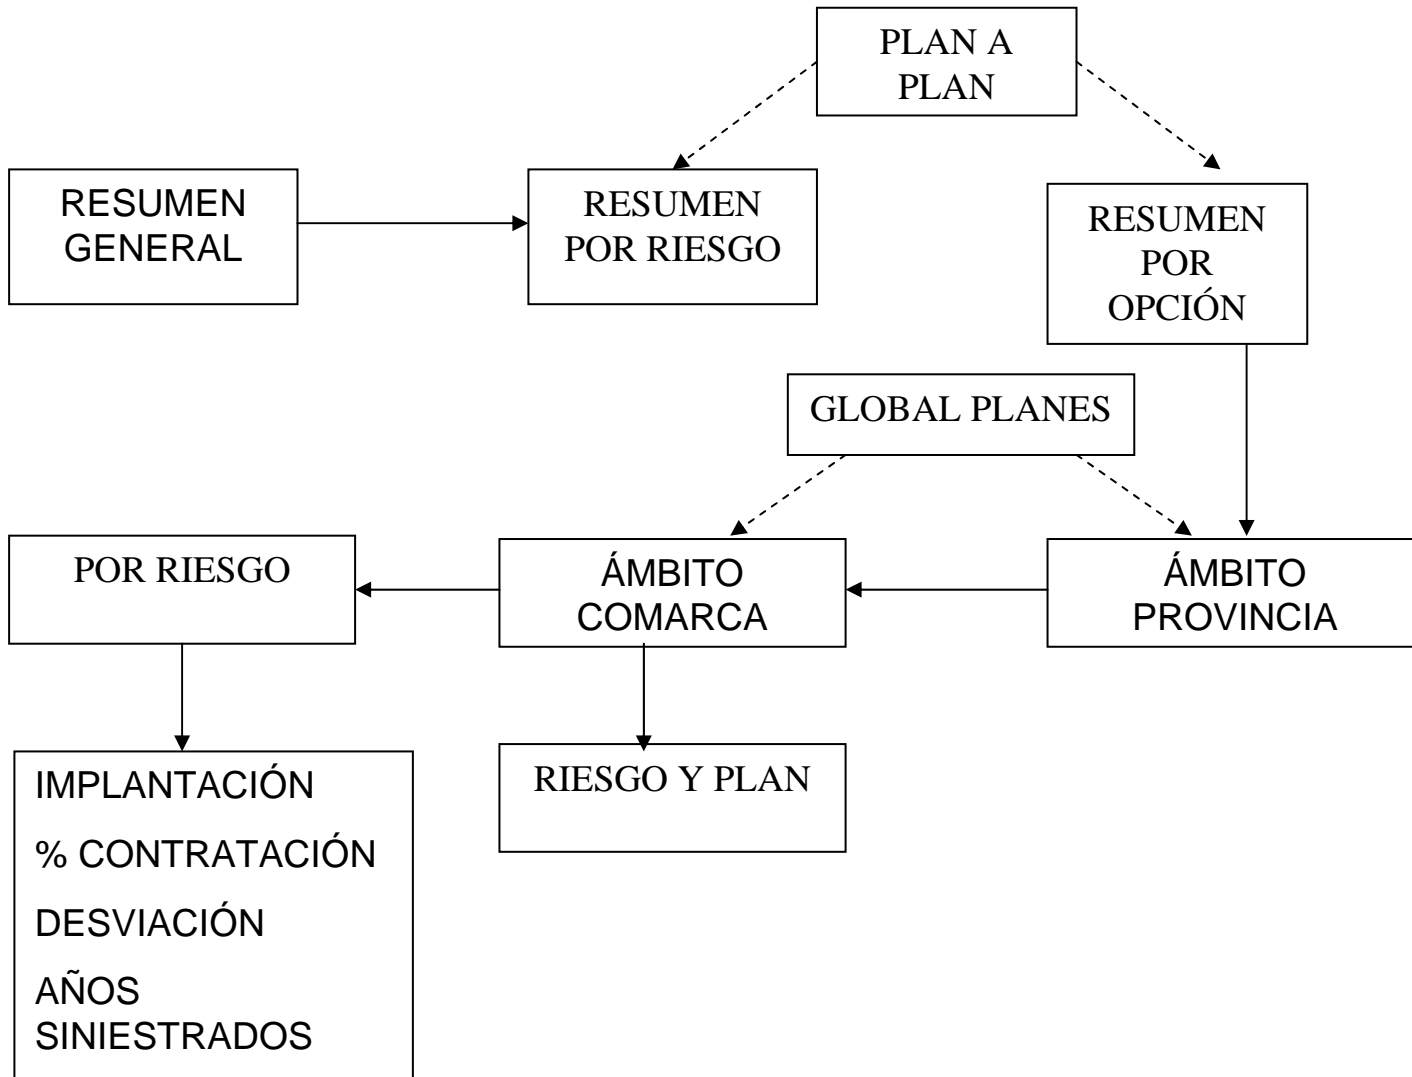 PLAN A
PLAN
RESUMEN
GENERAL
RESUMEN
POR RIESGO
RESUMEN
POR
OPCIÓN
GLOBAL PLANES
POR RIESGO
ÁMBITO
COMARCA
ÁMBITO
PROVINCIA
IMPLANTACIÓN
% CONTRATACIÓN
DESVIACIÓN
AÑOS
SINIESTRADOS
RIESGO Y PLAN